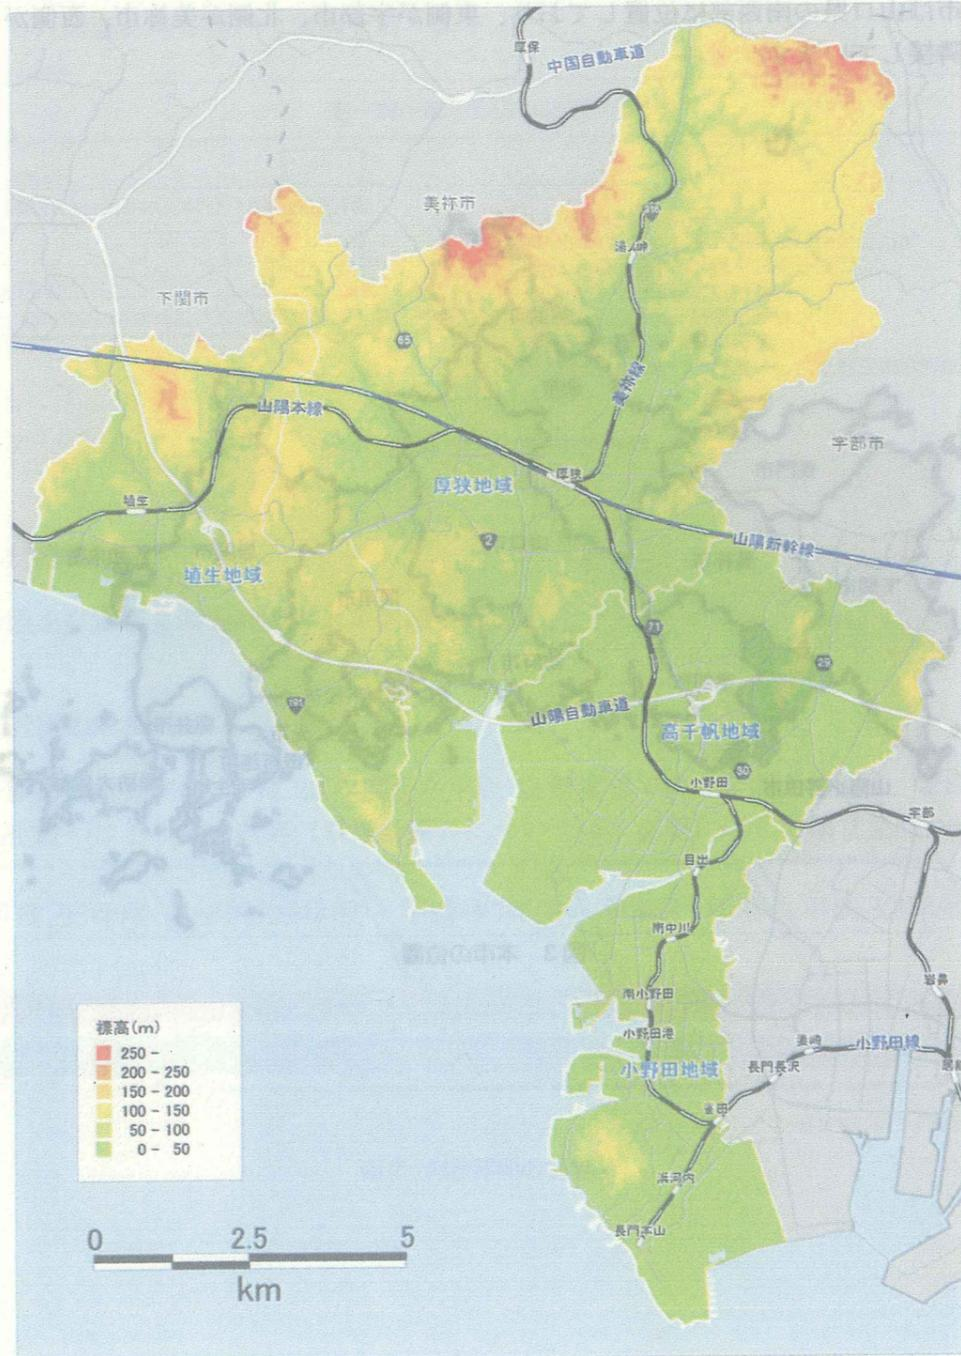 厚保
中国自動車道
美祢市
316
湯ノ峠
下関市
65
美祢線
山陽本線
宇部市
厚狭
厚狭地域
埴生
2
山陽新幹線
埴生地域
71
29
190
山陽自動車道
高千帆地域
30
小野田
宇部
目出
南中川
岩鼻
南小野田
小野田港
妻崎
小野田線
長門長沢
小野田地域
居能
雀田
浜河内
長門本山
標高(m)
250 -
200 - 250
150 - 200
100 - 150
50 - 100
0 - 50
0 2.5 5
km